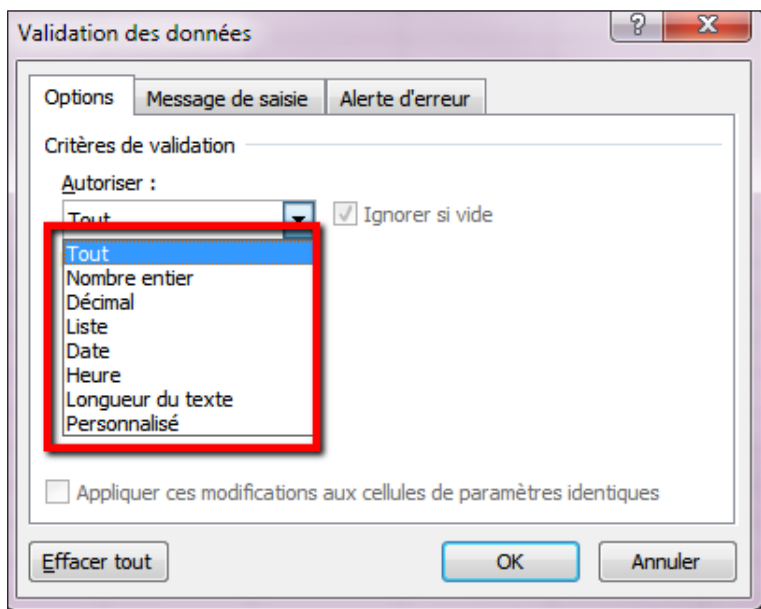 Validation des données
Options Message de saisie Alerte d'erreur
Critères de validation
Autoriser :
Tout Ignorer si vide
Tout
Nombre entier
Décimal
Liste
Date
Heure
Longueur du texte
Personnalisé
Appliquer ces modifications aux cellules de paramètres identiques
Effacer tout OK Annuler